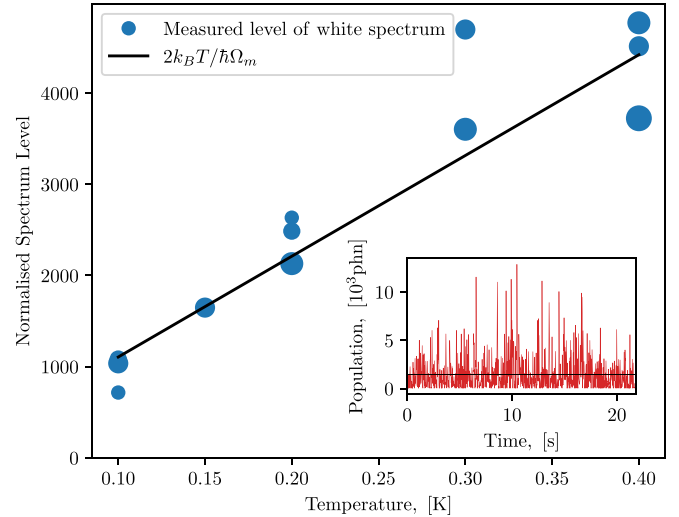 Measured level of white spectrum
2k_BT/ℏΩ_m
Normalised Spectrum Level
4000
3000
2000
1000
0
Population, [10³phn]
10
5
0
0 10 20
Time, [s]
0.10 0.15 0.20 0.25 0.30 0.35 0.40
Temperature, [K]